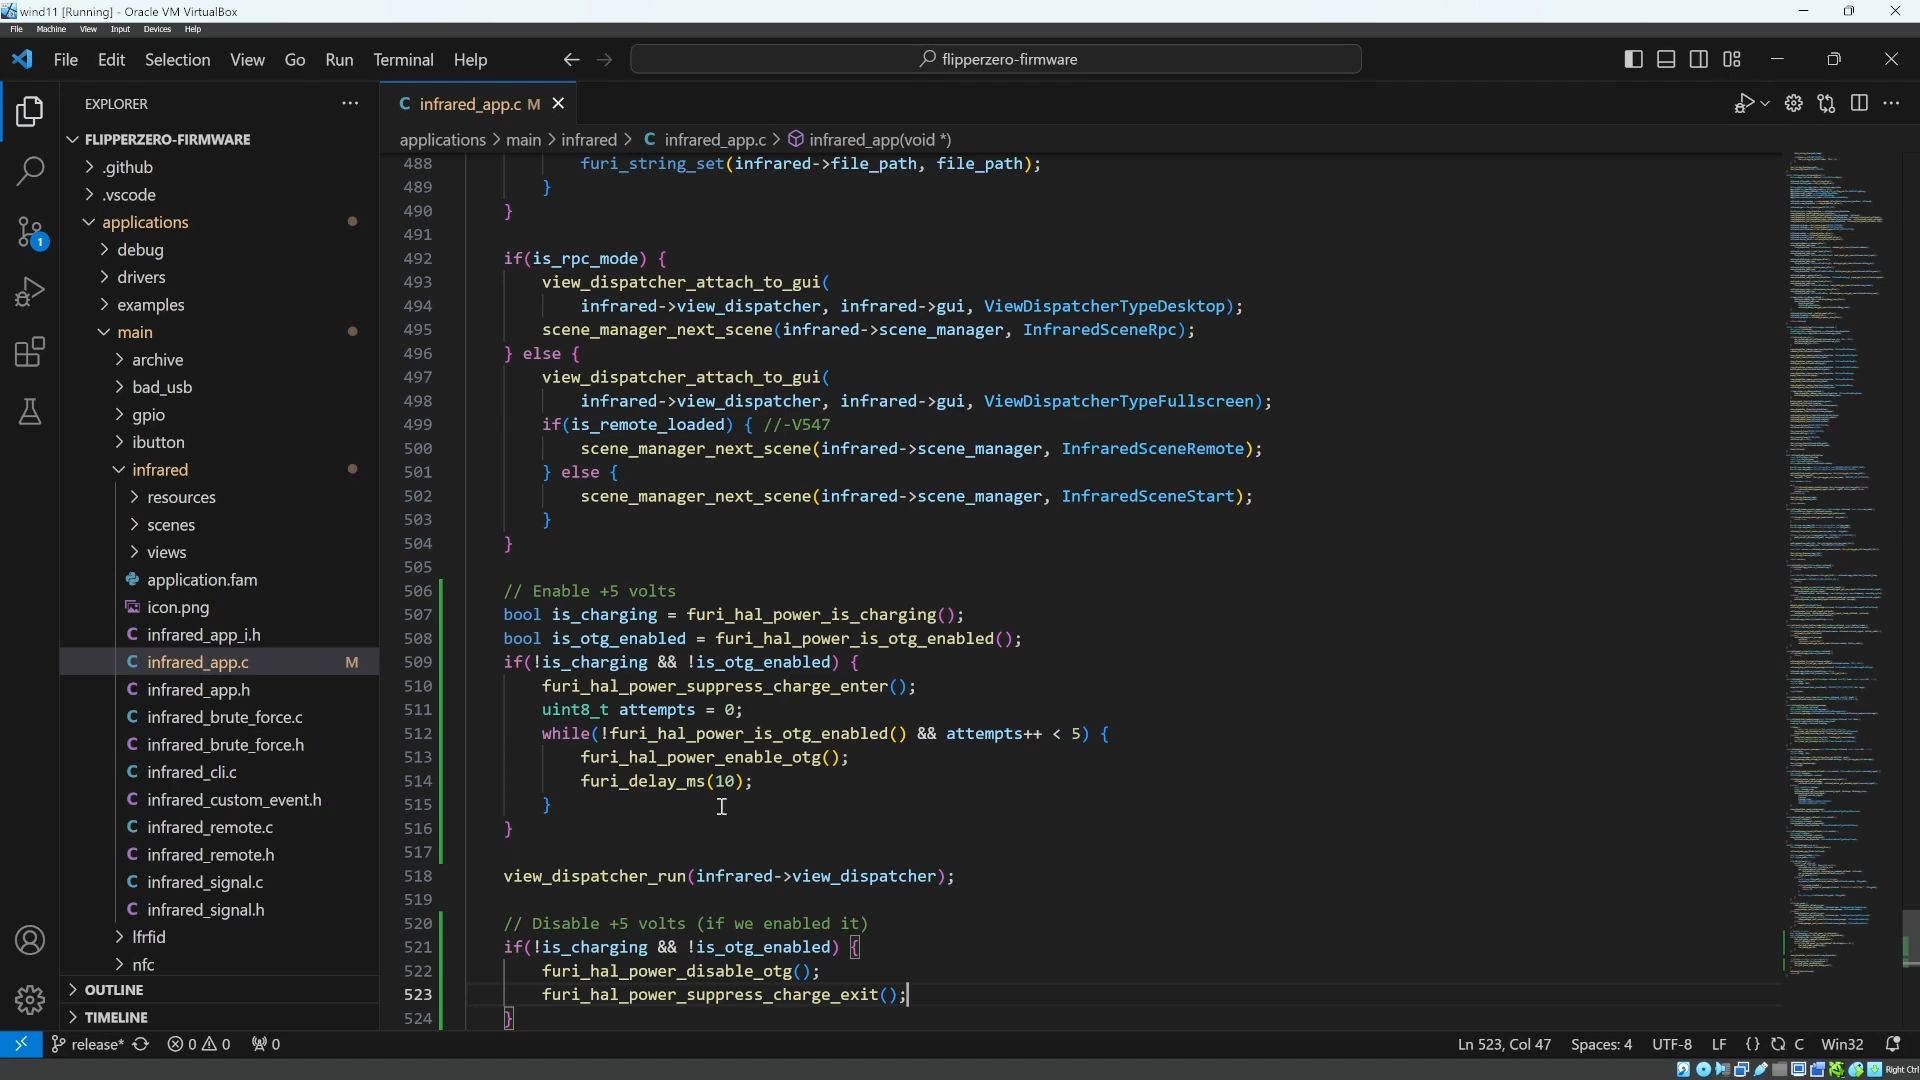 wind11 [Running] - Oracle VM VirtualBox
File Machine View Input Devices Help
File Edit Selection View Go Run Terminal Help
flipperzero-firmware
EXPLORER
FLIPPERZERO-FIRMWARE
.github
.vscode
applications
debug
drivers
examples
main
archive
bad_usb
gpio
ibutton
infrared
resources
scenes
views
application.fam
icon.png
C infrared_app_i.h
C infrared_app.c M
C infrared_app.h
C infrared_brute_force.c
C infrared_brute_force.h
C infrared_cli.c
C infrared_custom_event.h
C infrared_remote.c
C infrared_remote.h
C infrared_signal.c
C infrared_signal.h
lfrfid
nfc
OUTLINE
TIMELINE
1
C infrared_app.c M
applications > main > infrared > C infrared_app.c > infrared_app(void *)
488 furi_string_set(infrared->file_path, file_path);
489 }
490 }
491
492 if(is_rpc_mode) {
493 view_dispatcher_attach_to_gui(
494 infrared->view_dispatcher, infrared->gui, ViewDispatcherTypeDesktop);
495 scene_manager_next_scene(infrared->scene_manager, InfraredSceneRpc);
496 } else {
497 view_dispatcher_attach_to_gui(
498 infrared->view_dispatcher, infrared->gui, ViewDispatcherTypeFullscreen);
499 if(is_remote_loaded) { //-V547
500 scene_manager_next_scene(infrared->scene_manager, InfraredSceneRemote);
501 } else {
502 scene_manager_next_scene(infrared->scene_manager, InfraredSceneStart);
503 }
504 }
505
506 // Enable +5 volts
507 bool is_charging = furi_hal_power_is_charging();
508 bool is_otg_enabled = furi_hal_power_is_otg_enabled();
509 if(!is_charging && !is_otg_enabled) {
510 furi_hal_power_suppress_charge_enter();
511 uint8_t attempts = 0;
512 while(!furi_hal_power_is_otg_enabled() && attempts++ < 5) {
513 furi_hal_power_enable_otg();
514 furi_delay_ms(10);
515 }
516 }
517
518 view_dispatcher_run(infrared->view_dispatcher);
519
520 // Disable +5 volts (if we enabled it)
521 if(!is_charging && !is_otg_enabled) {
522 furi_hal_power_disable_otg();
523 furi_hal_power_suppress_charge_exit();
524 }
release* 0 0 0 Ln 523, Col 47 Spaces: 4 UTF-8 LF {} C Win32
Right Ctrl